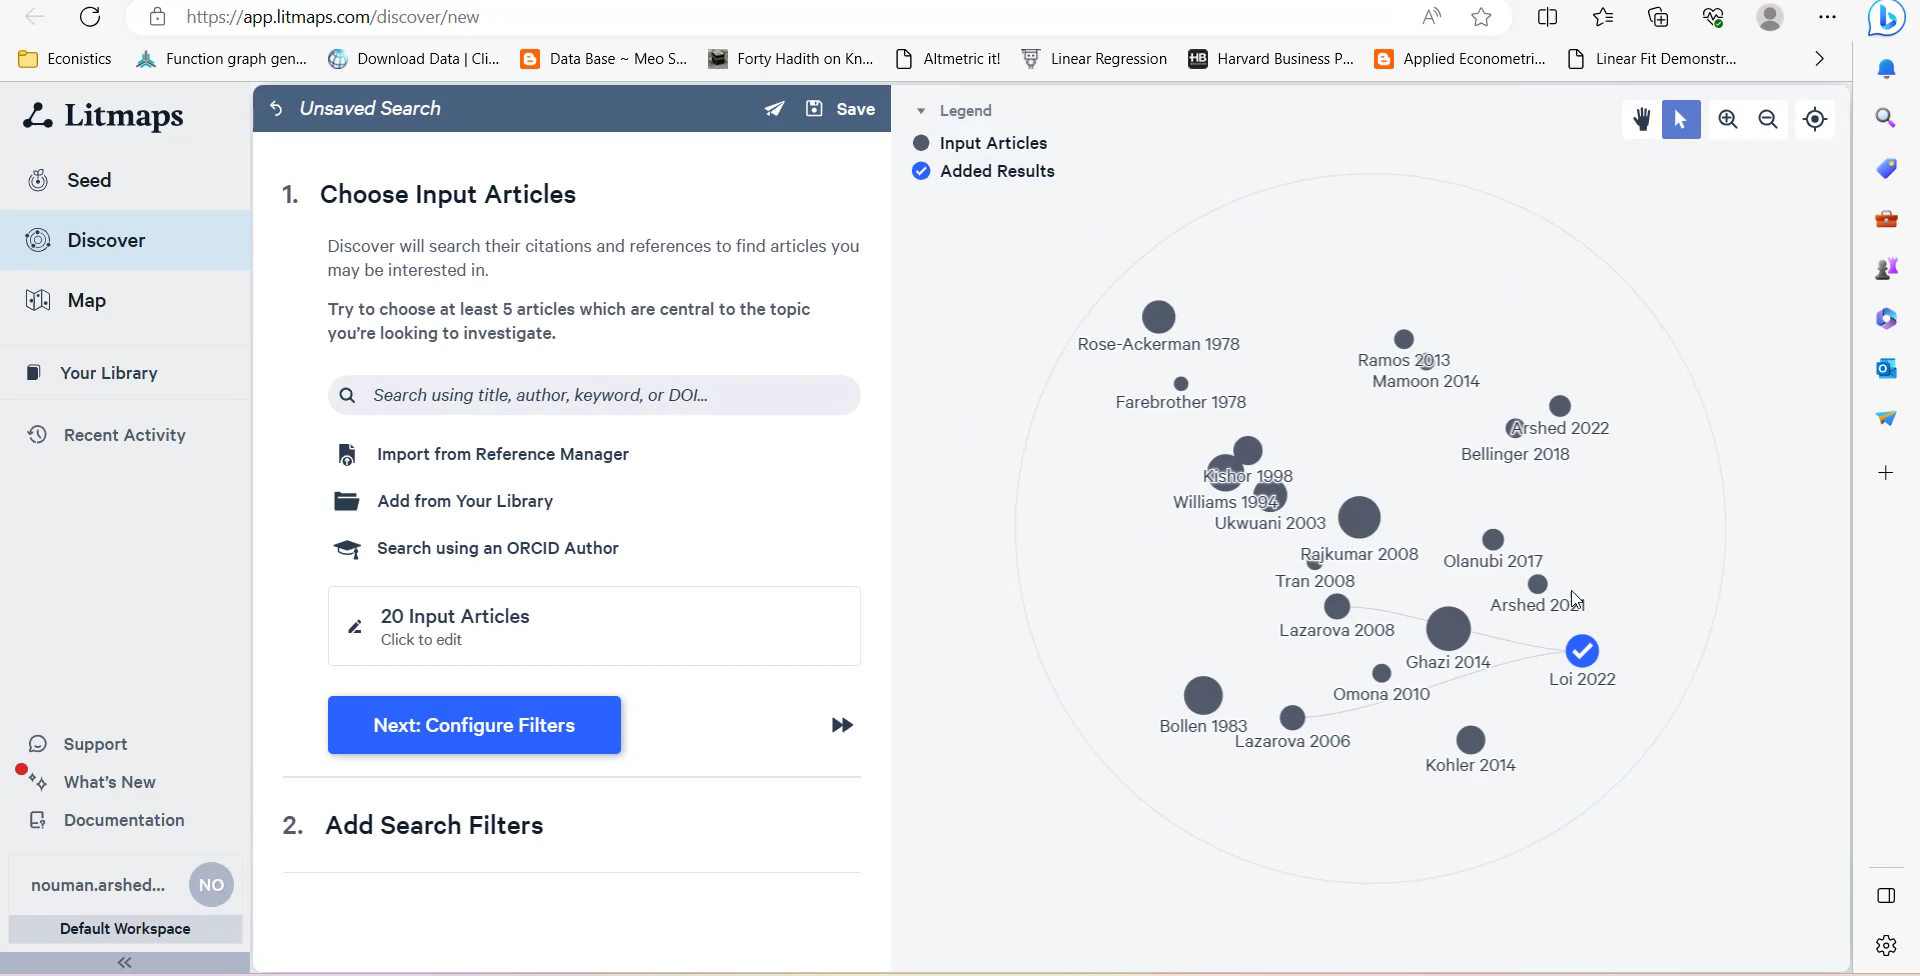 https://app.litmaps.com/discover/new
Econistics
Function graph gen...
Download Data | Cli...
Data Base ~ Meo S...
Forty Hadith on Kn...
Altmetric it!
Linear Regression
HB
Harvard Business P...
Applied Econometri...
Linear Fit Demonstr...
Litmaps
Seed
Discover
Map
Your Library
Recent Activity
Support
What's New
Documentation
nouman.arshed...
NO
Default Workspace
Unsaved Search
Save
1. Choose Input Articles
Discover will search their citations and references to find articles you
may be interested in.
Try to choose at least 5 articles which are central to the topic
you're looking to investigate.
Search using title, author, keyword, or DOI...
Import from Reference Manager
Add from Your Library
Search using an ORCID Author
20 Input Articles
Click to edit
Next: Configure Filters
2. Add Search Filters
Legend
Input Articles
Added Results
Rose-Ackerman 1978
Ramos 2013
Mamoon 2014
Farebrother 1978
Arshed 2022
Bellinger 2018
Kishor 1998
Williams 1994
Ukwuani 2003
Rajkumar 2008
Olanubi 2017
Tran 2008
Arshed 2021
Lazarova 2008
Ghazi 2014
Loi 2022
Omona 2010
Bollen 1983
Lazarova 2006
Kohler 2014